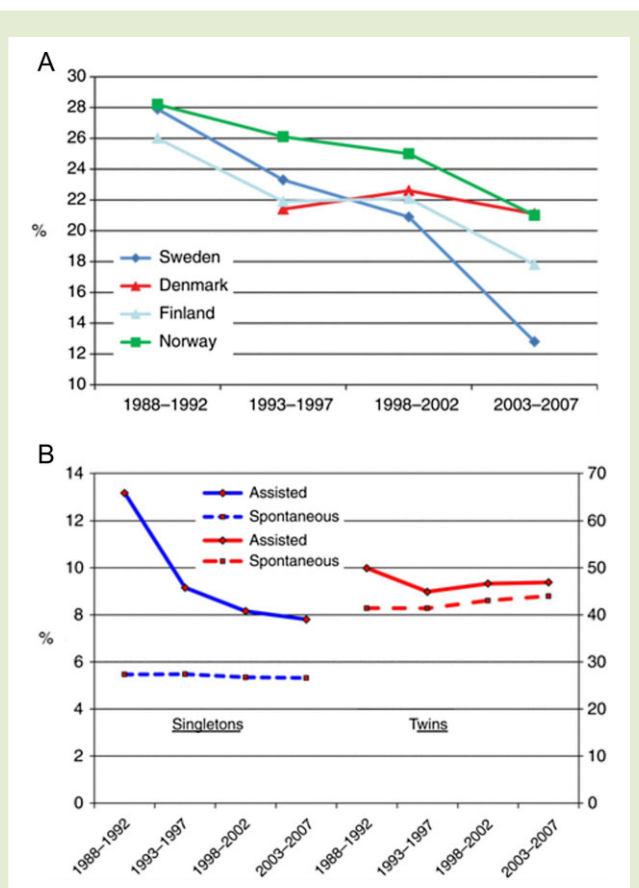 A
30
28
26
24
22
20
18
16
14
12
10
%
Sweden
Denmark
Finland
Norway
1988–1992 1993–1997 1998–2002 2003–2007
B
14 70
12 60
10 50
8 40
6 30
4 20
2 10
0 0
%
Assisted
Spontaneous
Assisted
Spontaneous
Singletons Twins
1988–1992 1993–1997 1998–2002 2003–2007 1988–1992 1993–1997 1998–2002 2003–2007